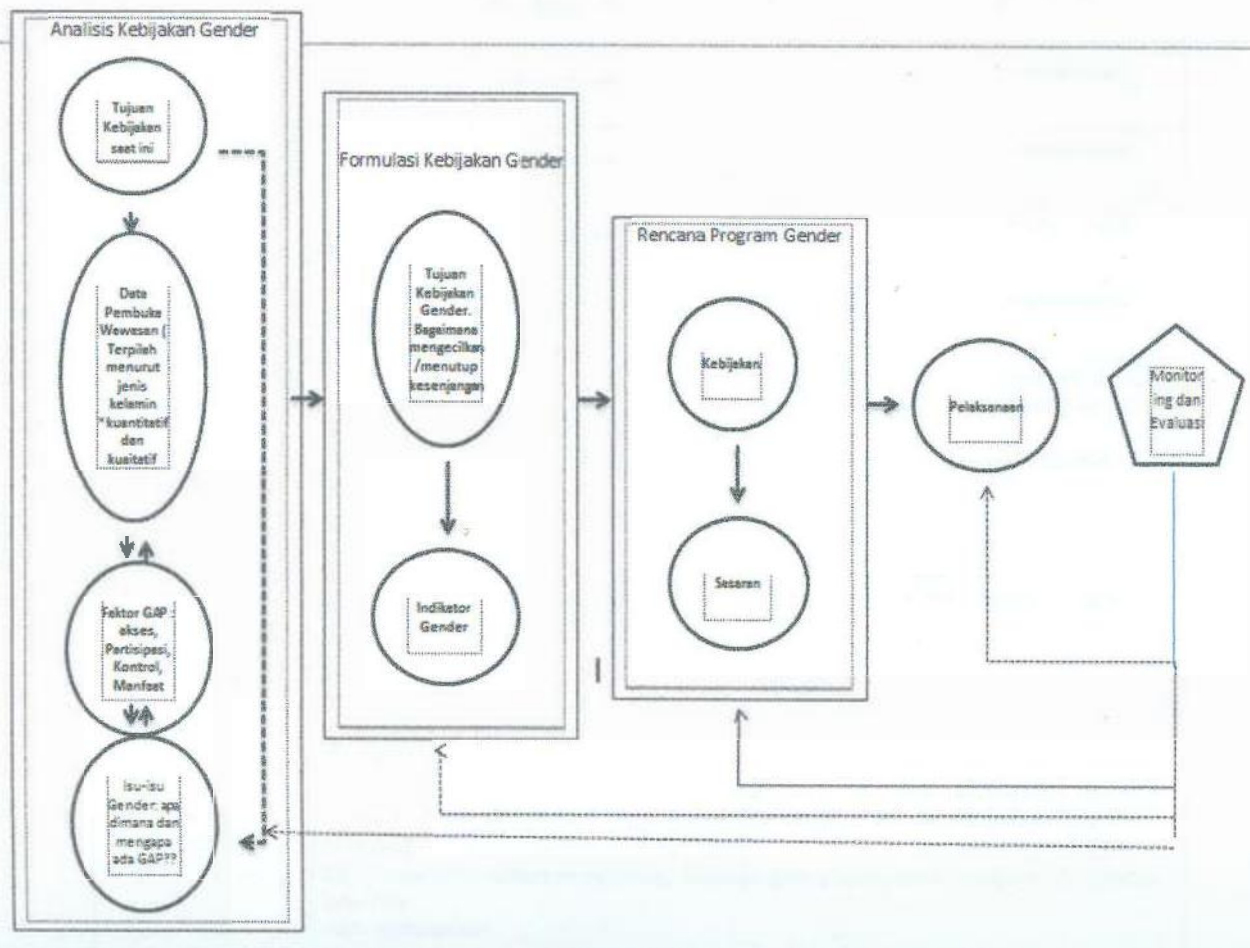 Analisis Kebijakan Gender
Tujuan
Kebijakan
saat ini
Data
Pembuka
Wawasan (
Terpilah
menurut
jenis
kelamin
"kuantitatif
dan
kualtatif
Faktor GAP :
akses,
Partisipasi,
Kontrol,
Manfaat
Isu-isu
Gender: apa
dimana dan
mengapa
ada GAP??
Formulasi Kebijakan Gender
Tujuan
Kebijakan
Gender.
Bagaimana
mengecilkan
/menutup
kesenjangan
Indikator
Gender
Rencana Program Gender
Kebijakan
Sasaran
Pelaksanaan
Monitor
ing dan
Evaluasi